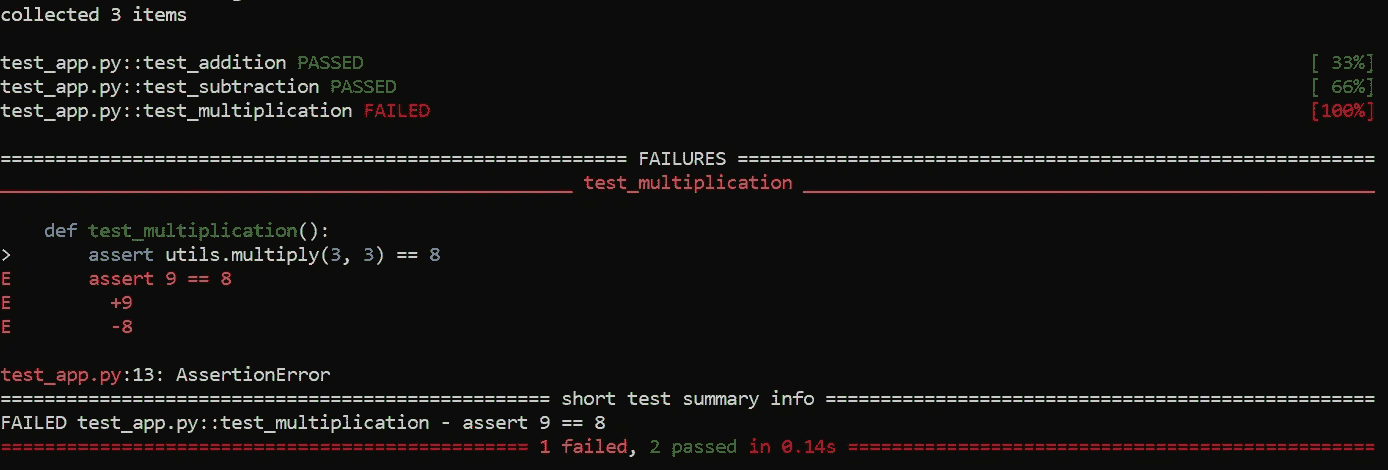 collected 3 items
test_app.py::test_addition PASSED [ 33%]
test_app.py::test_subtraction PASSED [ 66%]
test_app.py::test_multiplication FAILED [100%]
========================================================= FAILURES ==========================================================
____________________________________________________ test_multiplication ____________________________________________________
    def test_multiplication():
>       assert utils.multiply(3, 3) == 8
E       assert 9 == 8
E         +9
E         -8
test_app.py:13: AssertionError
================================================== short test summary info ==================================================
FAILED test_app.py::test_multiplication - assert 9 == 8
================================================ 1 failed, 2 passed in 0.14s ================================================